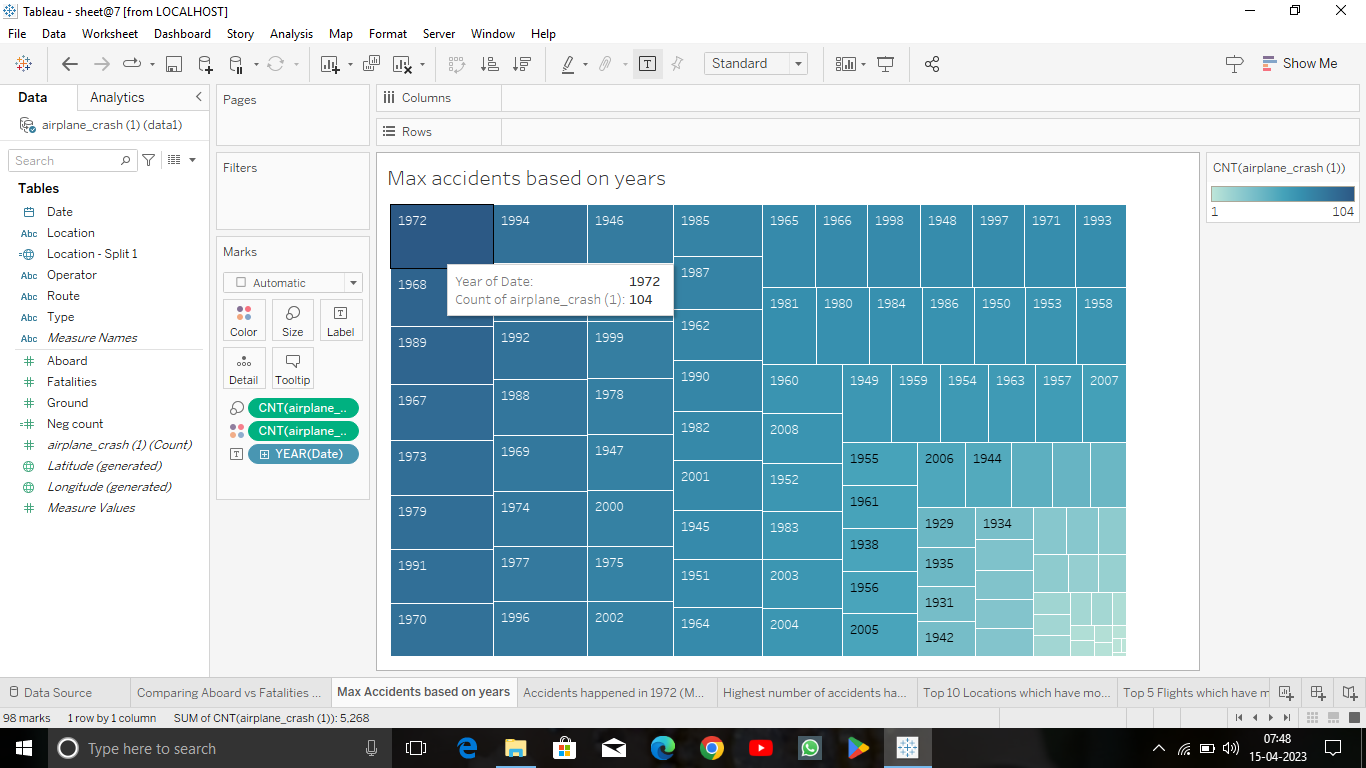 Tableau - sheet@7 [from LOCALHOST]
File Data Worksheet Dashboard Story Analysis Map Format Server Window Help
Standard
Show Me
Data Analytics
airplane_crash (1) (data1)
Search
Tables
Date
Abc Location
Location - Split 1
Abc Operator
Abc Route
Abc Type
Abc Measure Names
Aboard
Fatalities
Ground
Neg count
airplane_crash (1) (Count)
Latitude (generated)
Longitude (generated)
Measure Values
Pages
Filters
Marks
Automatic
Color Size Label
Detail Tooltip
CNT(airplane_..
CNT(airplane_..
YEAR(Date)
Columns
Rows
Max accidents based on years
1972
1968
1989
1967
1973
1979
1991
1970
1994
1992
1988
1969
1974
1977
1996
1946
1999
1978
1947
2000
1975
2002
Year of Date: 1972
Count of airplane_crash (1): 104
1985
1987
1962
1990
1982
2001
1945
1951
1964
1965 1966 1998 1948 1997 1971 1993
1981 1980 1984 1986 1950 1953 1958
1960
2008
1952
1983
2003
2004
1949 1959 1954 1963 1957 2007
1955
1961
1938
1956
2005
2006 1944
1929
1935
1931
1942
1934
CNT(airplane_crash (1))
1 104
Data Source Comparing Aboard vs Fatalities ... Max Accidents based on years Accidents happened in 1972 (M... Highest number of accidents ha... Top 10 Locations which have mo... Top 5 Flights which have m
98 marks 1 row by 1 column SUM of CNT(airplane_crash (1)): 5,268
Type here to search
07:48
15-04-2023